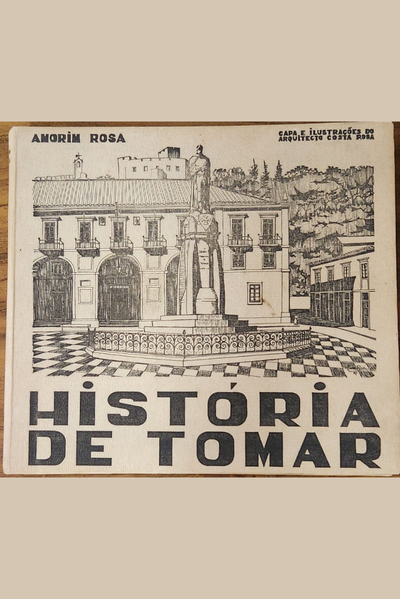 AMORIM ROSA
CAPA E ILUSTRAÇÕES DO
ARQUITECTO COSTA ROSA
HISTÓRIA
DE TOMAR